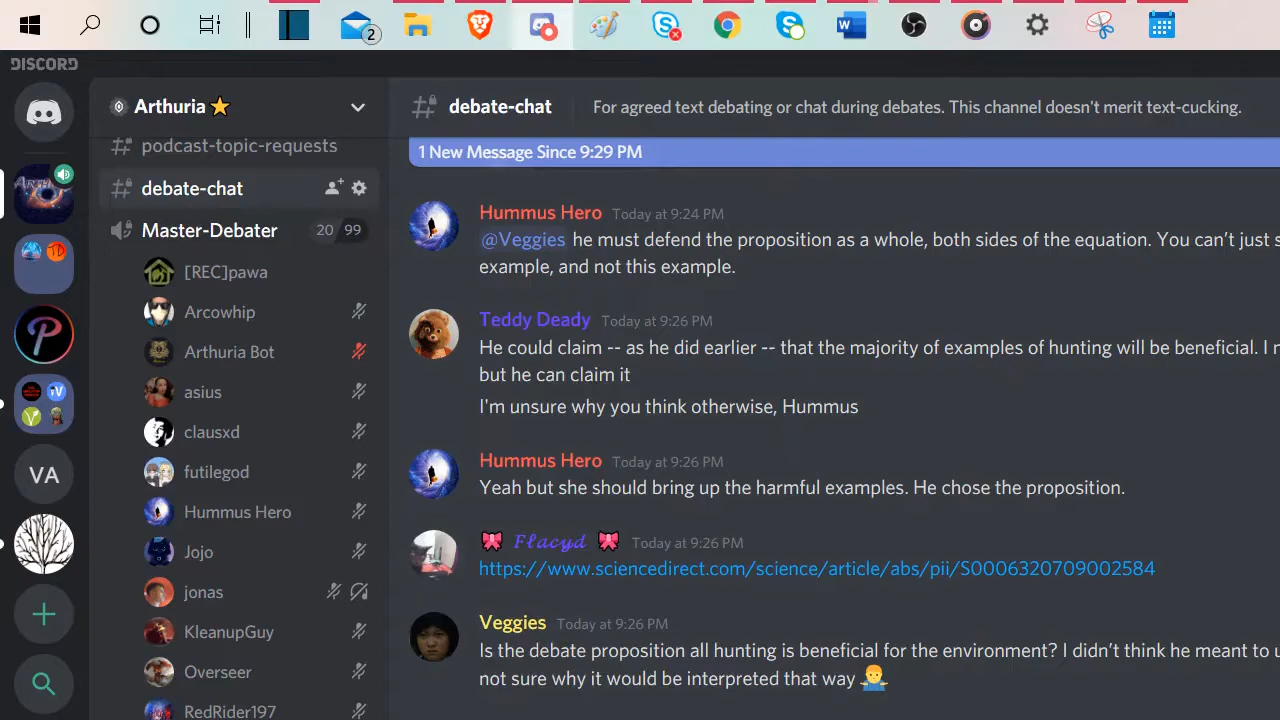 2
DISCORD
Arthuria
podcast-topic-requests
debate-chat
Master-Debater 20 99
[REC]pawa
Arcowhip
Arthuria Bot
asius
clausxd
futilegod
Hummus Hero
Jojo
jonas
KleanupGuy
Overseer
RedRider197
VA
debate-chat
For agreed text debating or chat during debates. This channel doesn't merit text-cucking.
1 New Message Since 9:29 PM
Hummus Hero Today at 9:24 PM
@Veggies he must defend the proposition as a whole, both sides of the equation. You can't just s
example, and not this example.
Teddy Deady Today at 9:26 PM
He could claim -- as he did earlier -- that the majority of examples of hunting will be beneficial. I
but he can claim it
I'm unsure why you think otherwise, Hummus
Hummus Hero Today at 9:26 PM
Yeah but she should bring up the harmful examples. He chose the proposition.
🎀 𝓕𝓵𝓪𝓬𝔂𝓭 🎀 Today at 9:26 PM
https://www.sciencedirect.com/science/article/abs/pii/S0006320709002584
Veggies Today at 9:26 PM
Is the debate proposition all hunting is beneficial for the environment? I didn't think he meant to u
not sure why it would be interpreted that way 🤷‍♂️